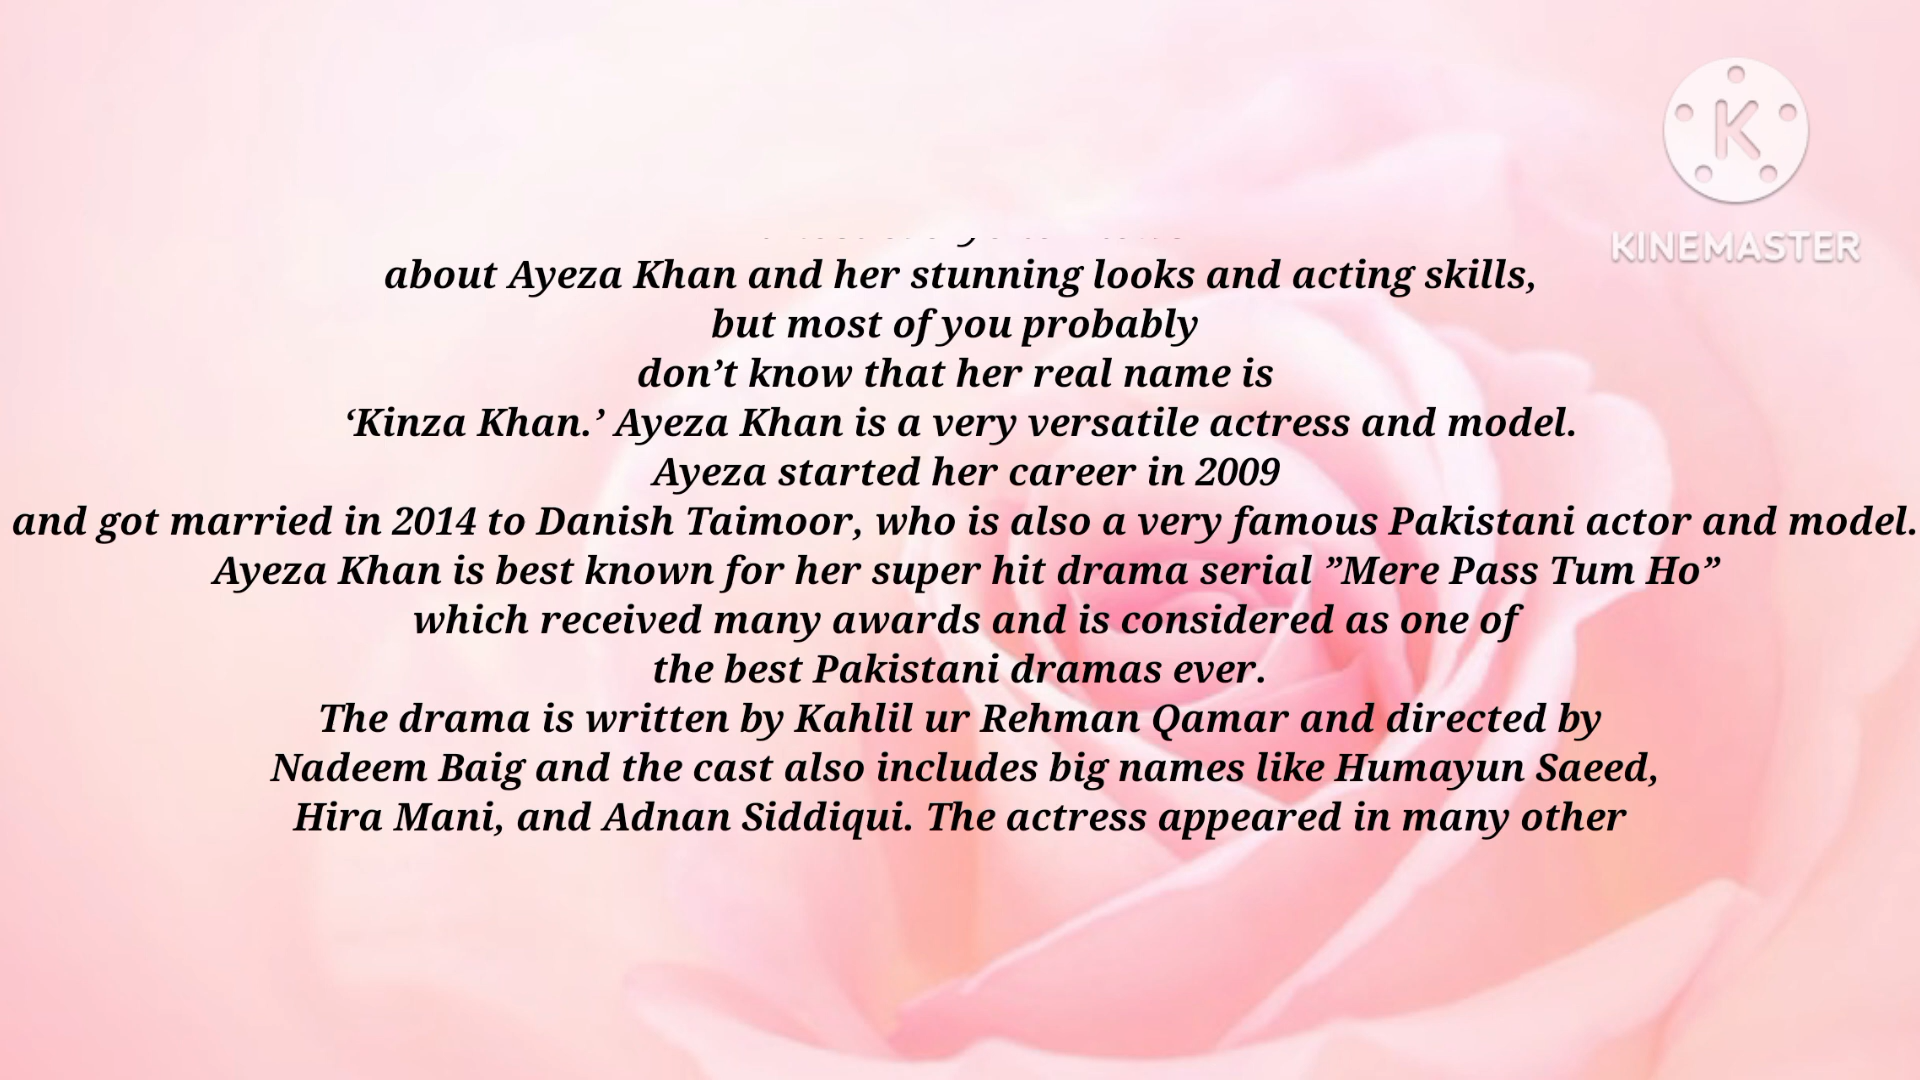 about Ayeza Khan and her stunning looks and acting skills,
but most of you probably
don’t know that her real name is
‘Kinza Khan.’ Ayeza Khan is a very versatile actress and model.
Ayeza started her career in 2009
and got married in 2014 to Danish Taimoor, who is also a very famous Pakistani actor and model.
Ayeza Khan is best known for her super hit drama serial ”Mere Pass Tum Ho”
which received many awards and is considered as one of
the best Pakistani dramas ever.
The drama is written by Kahlil ur Rehman Qamar and directed by
Nadeem Baig and the cast also includes big names like Humayun Saeed,
Hira Mani, and Adnan Siddiqui. The actress appeared in many other
K
KINEMASTER